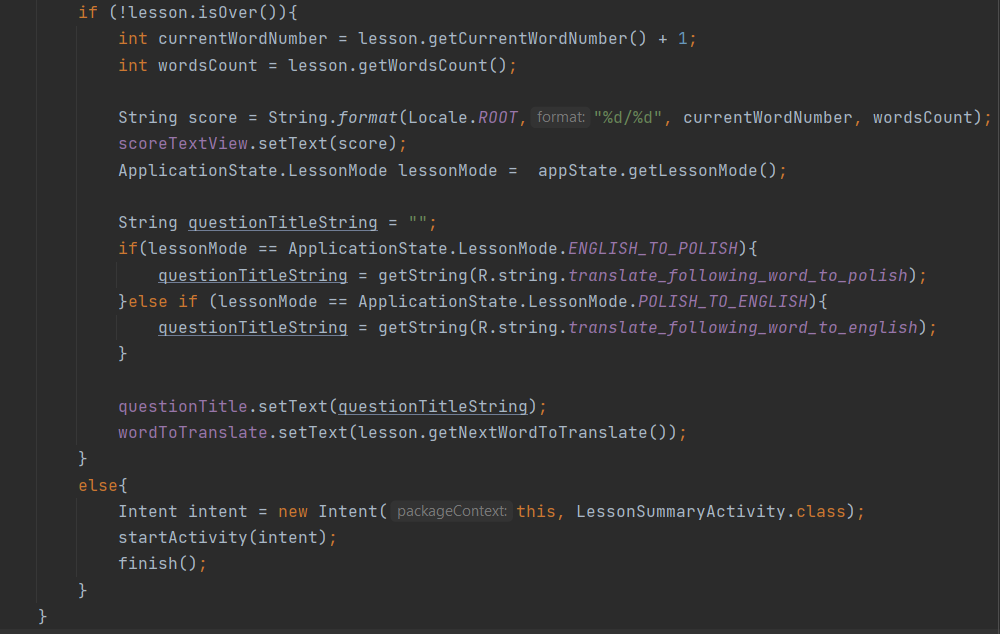 if (!lesson.isOver()){
int currentWordNumber = lesson.getCurrentWordNumber() + 1;
int wordsCount = lesson.getWordsCount();
String score = String.format(Locale.ROOT, format: "%d/%d", currentWordNumber, wordsCount);
scoreTextView.setText(score);
ApplicationState.LessonMode lessonMode =  appState.getLessonMode();
String questionTitleString = "";
if(lessonMode == ApplicationState.LessonMode.ENGLISH_TO_POLISH){
questionTitleString = getString(R.string.translate_following_word_to_polish);
}else if (lessonMode == ApplicationState.LessonMode.POLISH_TO_ENGLISH){
questionTitleString = getString(R.string.translate_following_word_to_english);
}
questionTitle.setText(questionTitleString);
wordToTranslate.setText(lesson.getNextWordToTranslate());
}
else{
Intent intent = new Intent( packageContext: this, LessonSummaryActivity.class);
startActivity(intent);
finish();
}
}